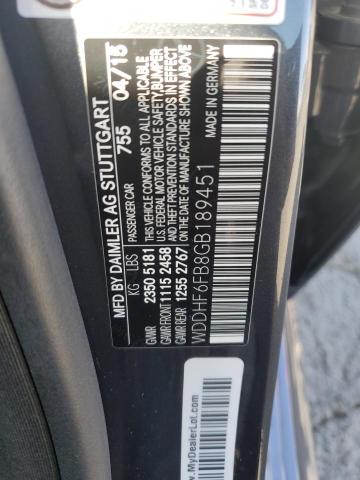 MFD BY DAIMLER AG STUTTGART
PASSENGER CAR 755 04/15
KG LBS
GVWR 2350 5181
GAWR FRONT 1115 2458
GAWR REAR 1255 2767
THIS VEHICLE CONFORMS TO ALL APPLICABLE
U.S. FEDERAL MOTOR VEHICLE SAFETY, BUMPER,
AND THEFT PREVENTION STANDARDS IN EFFECT
ON THE DATE OF MANUFACTURE SHOWN ABOVE
WDDHF6FB8GB189451
MADE IN GERMANY
www.MyDealerLot.com